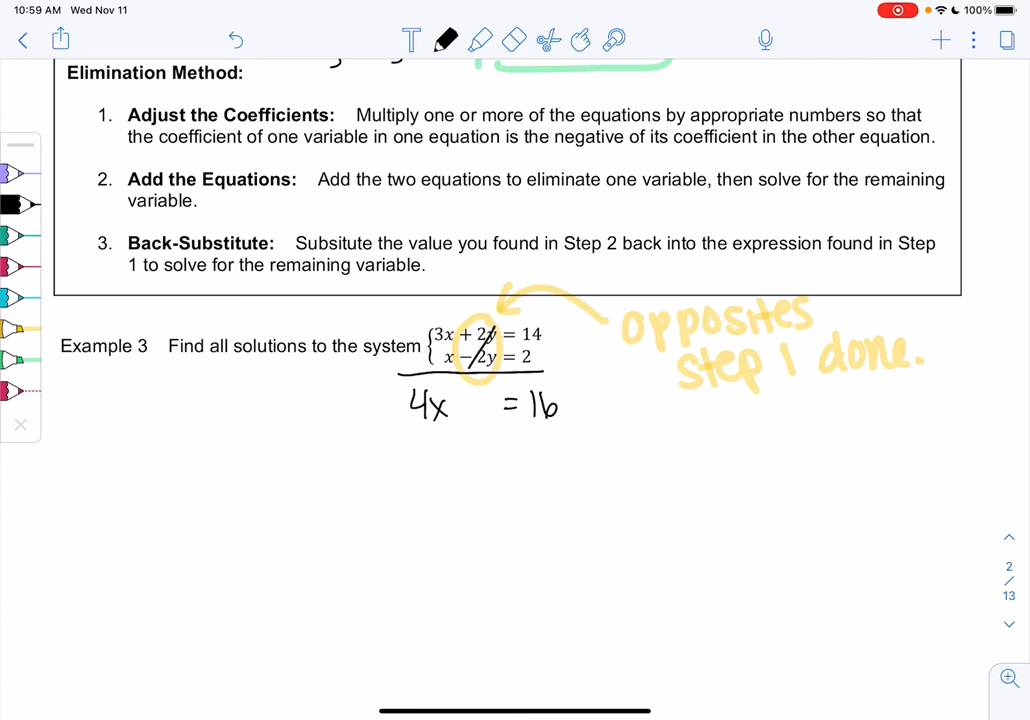 10:59 AM Wed Nov 11
100%
Elimination Method:
1. Adjust the Coefficients: Multiply one or more of the equations by appropriate numbers so that
the coefficient of one variable in one equation is the negative of its coefficient in the other equation.
2. Add the Equations: Add the two equations to eliminate one variable, then solve for the remaining
variable.
3. Back-Substitute: Subsitute the value you found in Step 2 back into the expression found in Step
1 to solve for the remaining variable.
Example 3 Find all solutions to the system
3x + 2y = 14
x − 2y = 2
4x = 16
opposites
step 1 done.
2
/
13